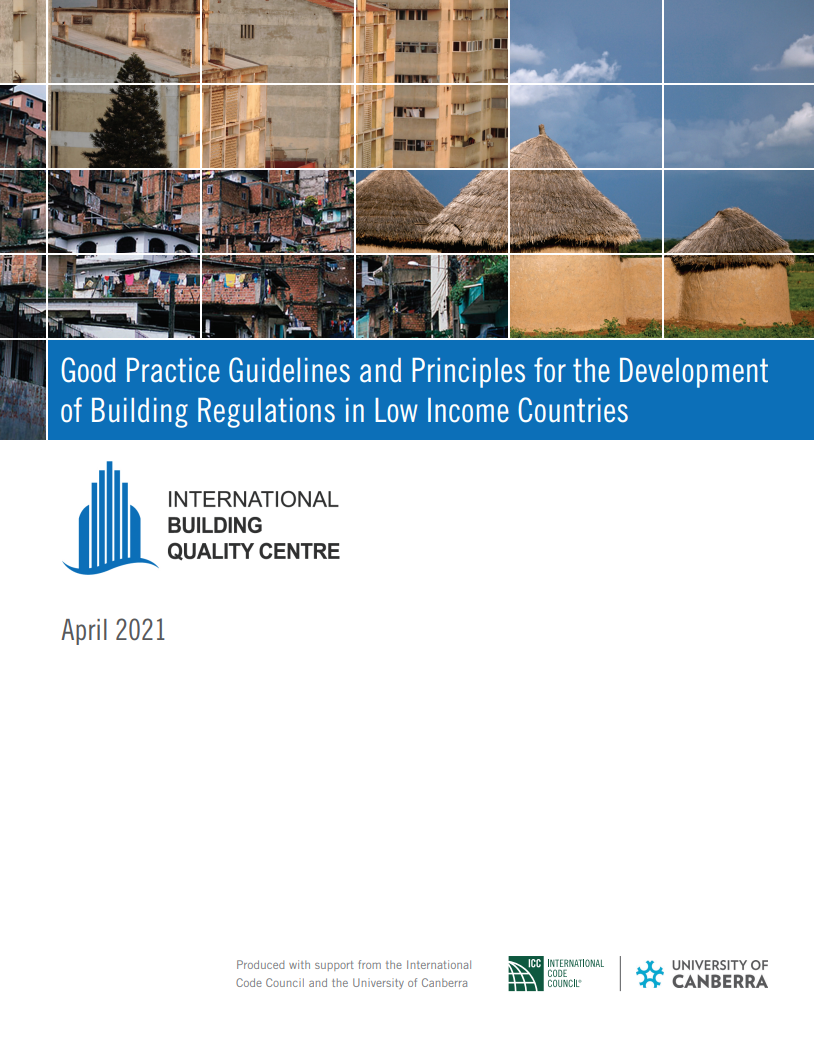 Good Practice Guidelines and Principles for the Development
of Building Regulations in Low Income Countries
INTERNATIONAL
BUILDING
QUALITY CENTRE
April 2021
Produced with support from the International
Code Council and the University of Canberra
ICC
INTERNATIONAL
CODE
COUNCIL®
UNIVERSITY OF
CANBERRA